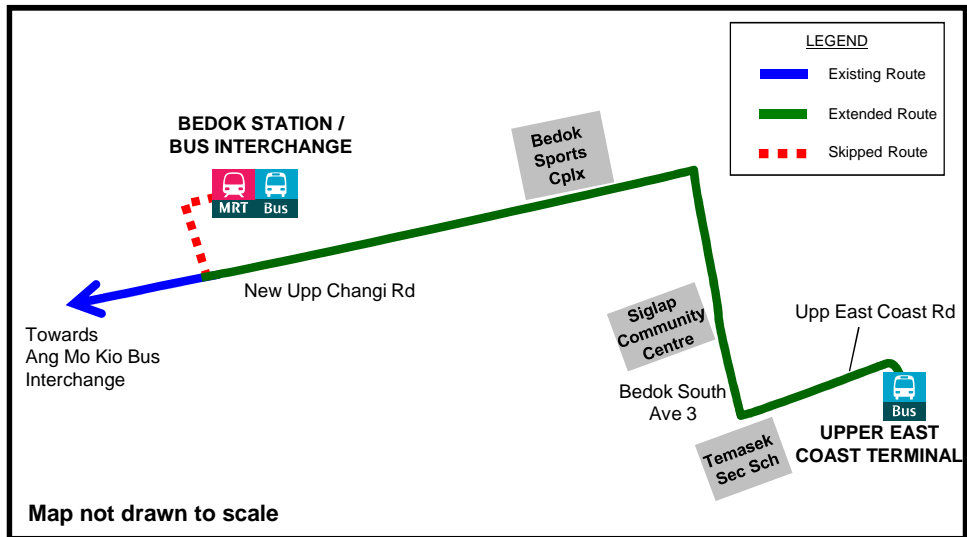 LEGEND
Existing Route
Extended Route
Skipped Route
BEDOK STATION /
BUS INTERCHANGE
MRT
Bus
Bedok
Sports
Cplx
New Upp Changi Rd
Towards
Ang Mo Kio Bus
Interchange
Siglap
Community
Centre
Upp East Coast Rd
Bedok South
Ave 3
Bus
Temasek
Sec Sch
UPPER EAST
COAST TERMINAL
Map not drawn to scale